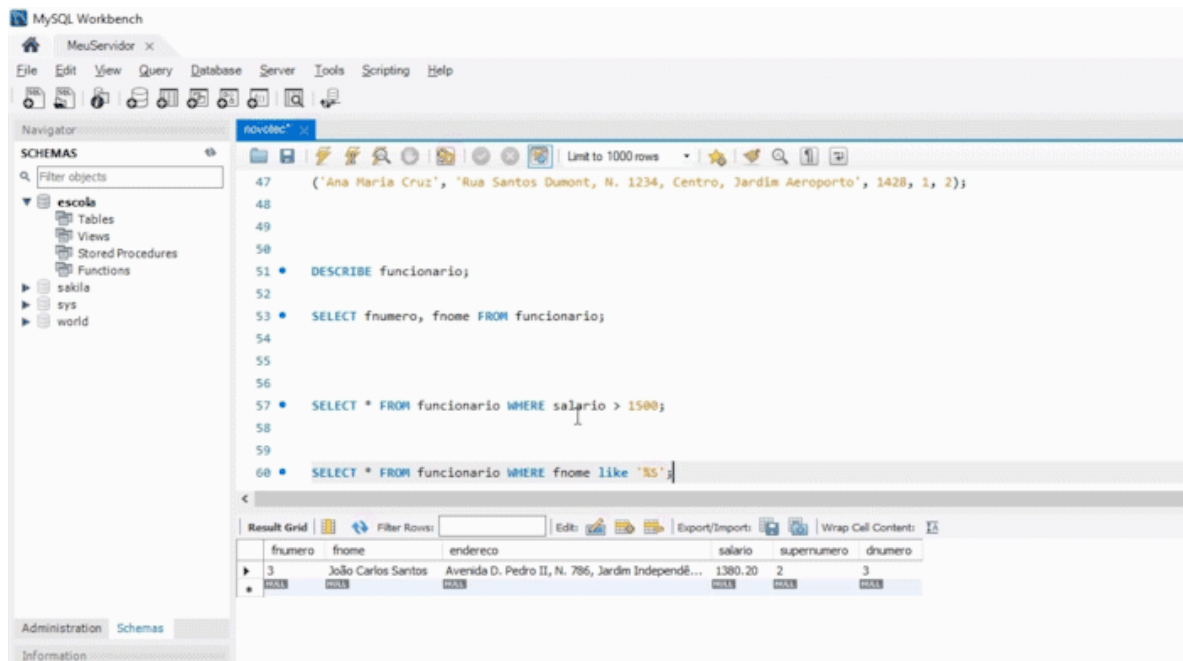 MySQL Workbench
MeuServidor
File Edit View Query Database Server Tools Scripting Help
Navigator
novotec*
SCHEMAS
Limit to 1000 rows
Filter objects
47 ('Ana Maria Cruz', 'Rua Santos Dumont, N. 1234, Centro, Jardim Aeroporto', 1428, 1, 2);
escola
48
Tables
49
Views
50
Stored Procedures
Functions
51 DESCRIBE funcionario;
sakila
52
sys
53 SELECT fnumero, fnome FROM funcionario;
world
54
55
56
57 SELECT * FROM funcionario WHERE salario > 1500;
58
59
60 SELECT * FROM funcionario WHERE fnome like '%S';
Result Grid Filter Rows: Edit: Export/Import: Wrap Cell Content:
fnumero fnome endereco salario supernumero dnumero
3 João Carlos Santos Avenida D. Pedro II, N. 786, Jardim Independê... 1380.20 2 3
NULL NULL NULL NULL NULL NULL
Administration Schemas
Information